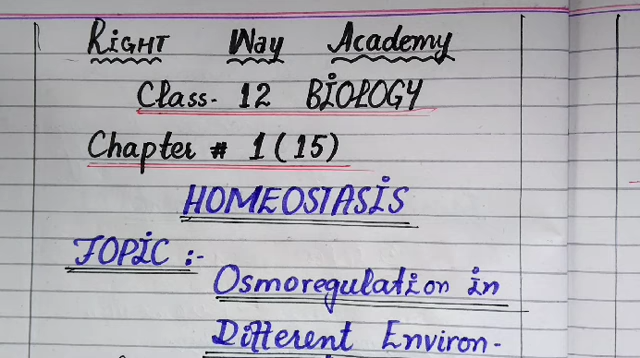 RiGHT Way Academy
Class- 12 BiOLOGY
Chapter # 1 (15)
HOMEOSTASiS
TOPiC :-
Osmoregulation in
Different Environ-